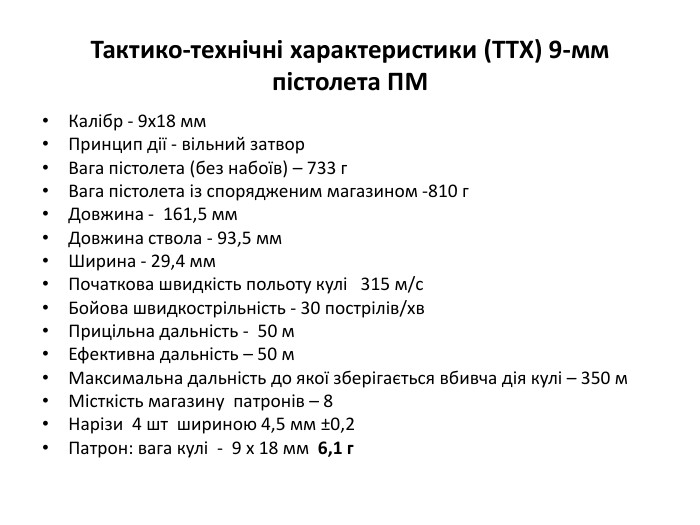 Тактико-технічні характеристики (ТТХ) 9-мм
пістолета ПМ
• Калібр - 9х18 мм
• Принцип дії - вільний затвор
• Вага пістолета (без набоїв) – 733 г
• Вага пістолета із спорядженим магазином -810 г
• Довжина -  161,5 мм
• Довжина ствола - 93,5 мм
• Ширина - 29,4 мм
• Початкова швидкість польоту кулі   315 м/с
• Бойова швидкострільність - 30 пострілів/хв
• Прицільна дальність -  50 м
• Ефективна дальність – 50 м
• Максимальна дальність до якої зберігається вбивча дія кулі – 350 м
• Місткість магазину  патронів – 8
• Нарізи  4 шт  шириною 4,5 мм ±0,2
• Патрон: вага кулі  -  9 х 18 мм  6,1 г